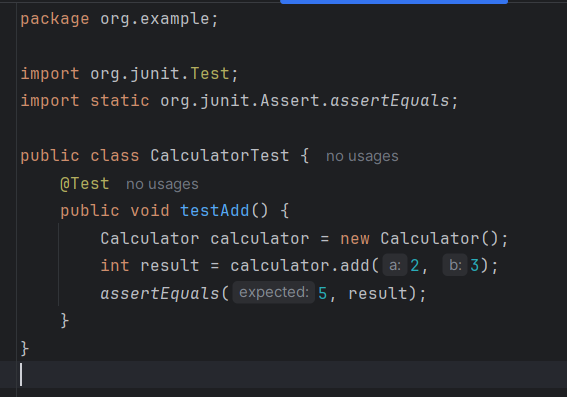 package org.example;
import org.junit.Test;
import static org.junit.Assert.assertEquals;
public class CalculatorTest { no usages
@Test no usages
public void testAdd() {
Calculator calculator = new Calculator();
int result = calculator.add( a: 2, b: 3);
assertEquals( expected: 5, result);
}
}